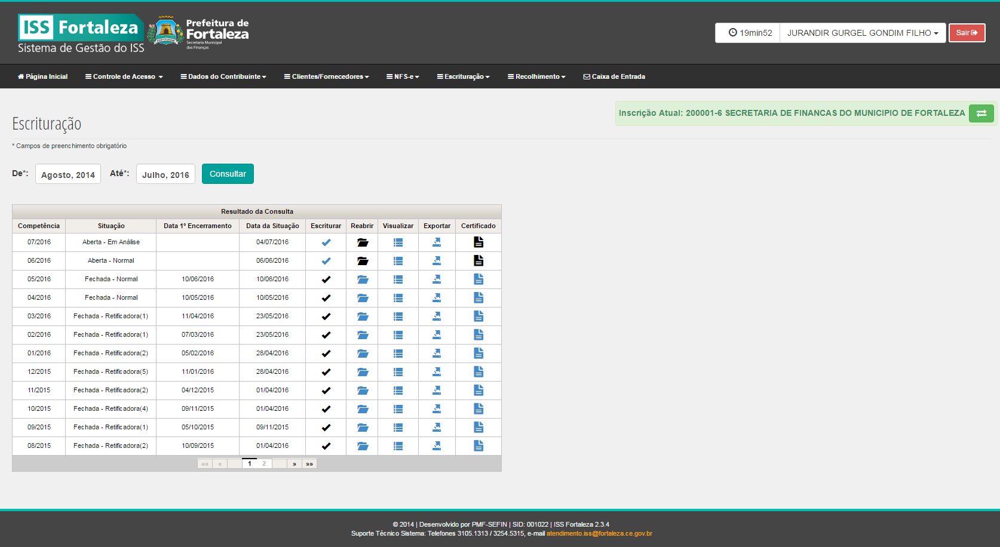 ISS Fortaleza
Sistema de Gestão do ISS
Prefeitura de
Fortaleza
Secretaria Municipal
das Finanças
19min52 JURANDIR GURGEL GONDIM FILHO Sair
Página Inicial Controle de Acesso Dados do Contribuinte Clientes/Fornecedores NFS-e Escrituração Recolhimento Caixa de Entrada
Inscrição Atual: 200001-6 SECRETARIA DE FINANCAS DO MUNICIPIO DE FORTALEZA
Escrituração
* Campos de preenchimento obrigatório
De*: Agosto, 2014 Até*: Julho, 2016 Consultar
Resultado da Consulta
Competência Situação Data 1º Encerramento Data da Situação Escriturar Reabrir Visualizar Exportar Certificado
07/2016 Aberta - Em Análise 04/07/2016
06/2016 Aberta - Normal 06/06/2016
05/2016 Fechada - Normal 10/06/2016 10/06/2016
04/2016 Fechada - Normal 10/05/2016 10/05/2016
03/2016 Fechada - Retificadora(1) 11/04/2016 23/05/2016
02/2016 Fechada - Retificadora(1) 07/03/2016 23/05/2016
01/2016 Fechada - Retificadora(2) 05/02/2016 28/04/2016
12/2015 Fechada - Retificadora(5) 11/01/2016 28/04/2016
11/2015 Fechada - Retificadora(2) 04/12/2015 01/04/2016
10/2015 Fechada - Retificadora(4) 09/11/2015 01/04/2016
09/2015 Fechada - Retificadora(1) 05/10/2015 09/11/2015
08/2015 Fechada - Retificadora(2) 10/09/2015 01/04/2016
«« « 1 2 » »»
© 2014 | Desenvolvido por PMF-SEFIN | SID: 001022 | ISS Fortaleza 2.3.4
Suporte Técnico Sistema: Telefones 3105.1313 / 3254.5315, e-mail atendimento.iss@fortaleza.ce.gov.br